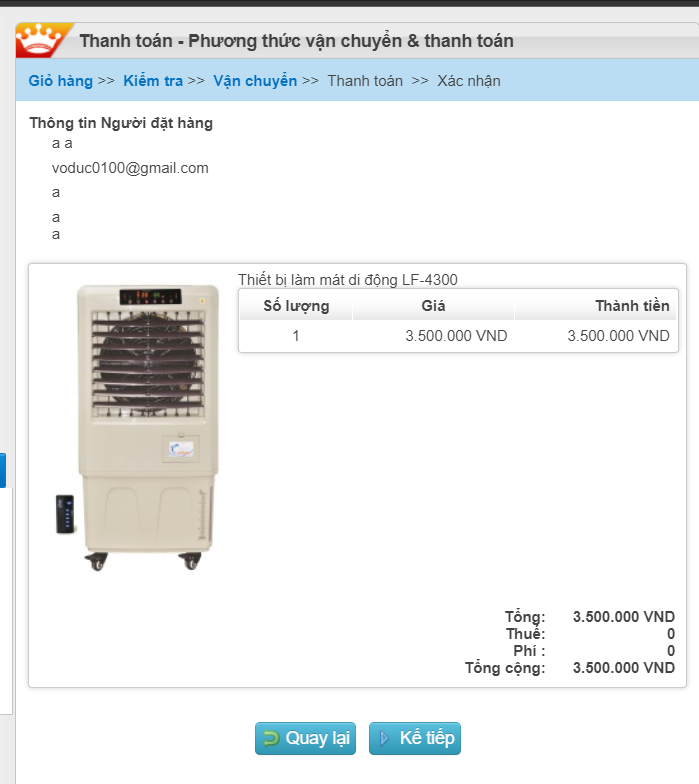 Thanh toán - Phương thức vận chuyển & thanh toán
Giỏ hàng >> Kiểm tra >> Vận chuyển >> Thanh toán >> Xác nhận
Thông tin Người đặt hàng
a a
voduc0100@gmail.com
a
a
a
Thiết bị làm mát di động LF-4300
Số lượng Giá Thành tiền
1 3.500.000 VND 3.500.000 VND
Tổng: 3.500.000 VND
Thuế: 0
Phí : 0
Tổng cộng: 3.500.000 VND
Quay lại Kế tiếp